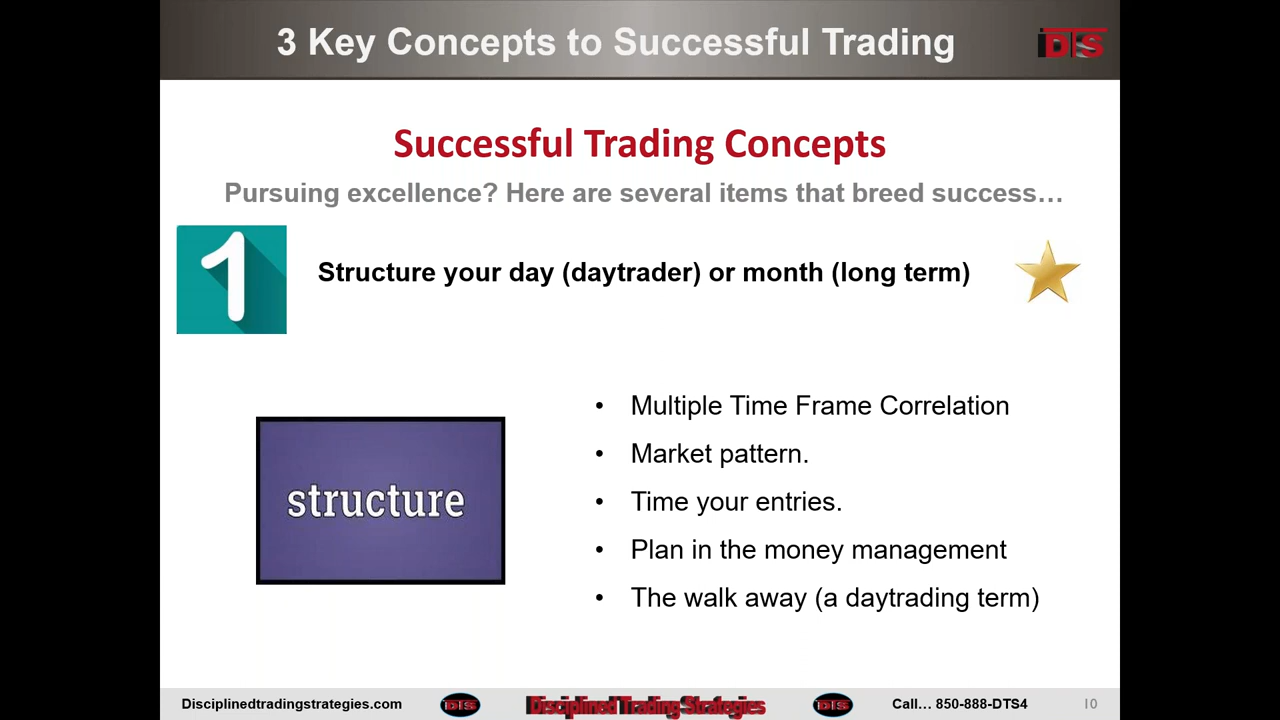 3 Key Concepts to Successful Trading
DTS
Successful Trading Concepts
Pursuing excellence? Here are several items that breed success…
1
Structure your day (daytrader) or month (long term)
structure
• Multiple Time Frame Correlation
• Market pattern.
• Time your entries.
• Plan in the money management
• The walk away (a daytrading term)
Disciplinedtradingstrategies.com DTS Disciplined Trading Strategies DTS Call… 850-888-DTS4 10